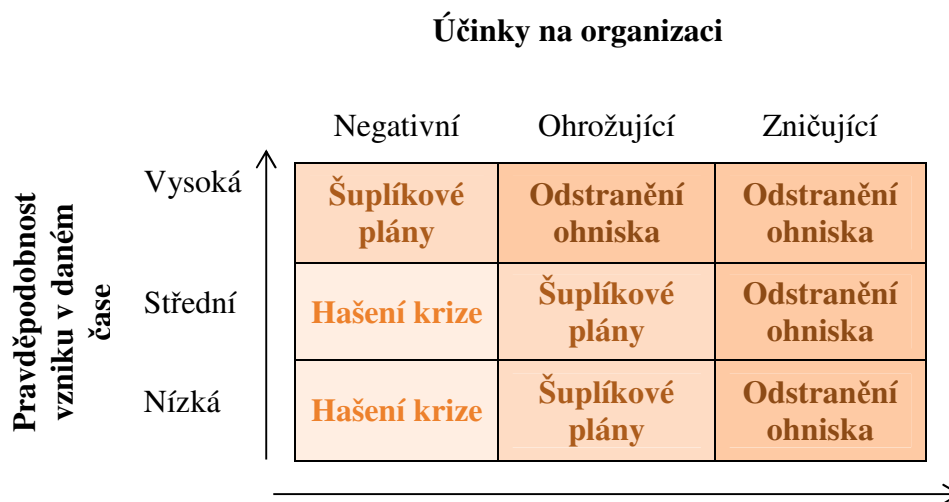 Účinky na organizaci
Negativní Ohrožující Zničující
Pravděpodobnost
vzniku v daném
čase
Vysoká
Šuplíkové
plány
Odstranění
ohniska
Odstranění
ohniska
Střední
Hašení krize
Šuplíkové
plány
Odstranění
ohniska
Nízká
Hašení krize
Šuplíkové
plány
Odstranění
ohniska